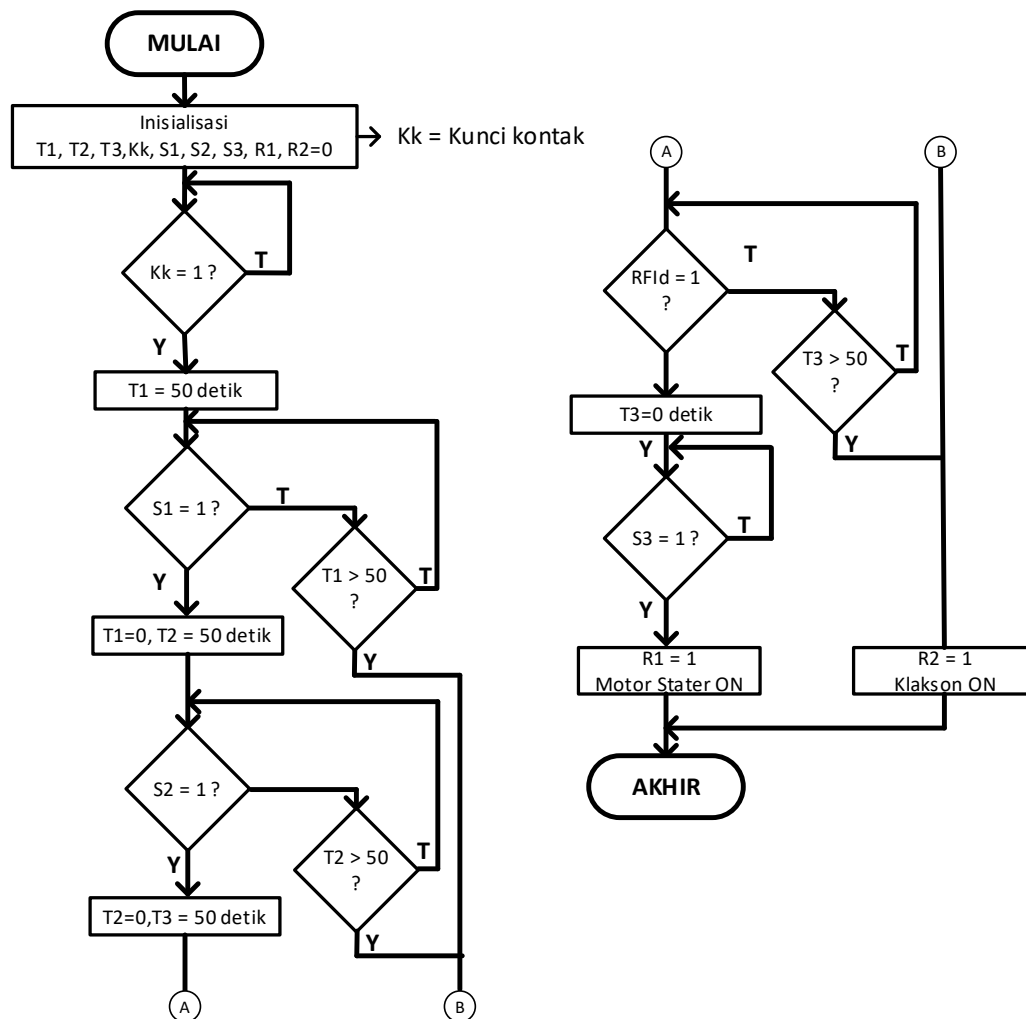 MULAI
Inisialisasi
T1, T2, T3,Kk, S1, S2, S3, R1, R2=0
Kk = Kunci kontak
Kk = 1 ?
T
Y
T1 = 50 detik
S1 = 1 ?
T
Y
T1 > 50
?
T
Y
T1=0, T2 = 50 detik
S2 = 1 ?
Y
T2 > 50
?
T
Y
T2=0,T3 = 50 detik
A
B
A
B
RFId = 1
?
T
T3 > 50
?
T
Y
T3=0 detik
Y
S3 = 1 ?
T
Y
R1 = 1
Motor Stater ON
R2 = 1
Klakson ON
AKHIR